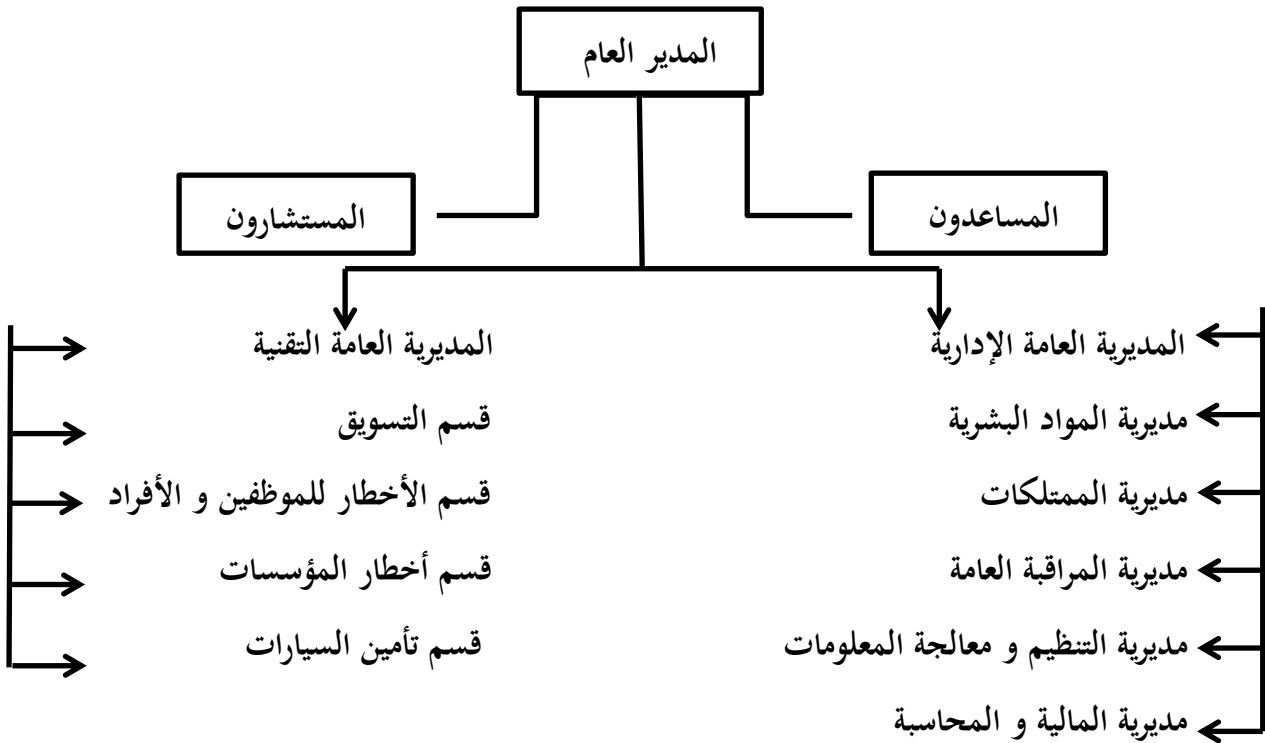 المدير العام
المساعدون
المستشارون
المديرية العامة الإدارية
مديرية المواد البشرية
مديرية الممتلكات
مديرية المراقبة العامة
مديرية التنظيم و معالجة المعلومات
مديرية المالية و المحاسبة
المديرية العامة التقنية
قسم التسويق
قسم الأخطار للموظفين و الأفراد
قسم أخطار المؤسسات
قسم تأمين السيارات